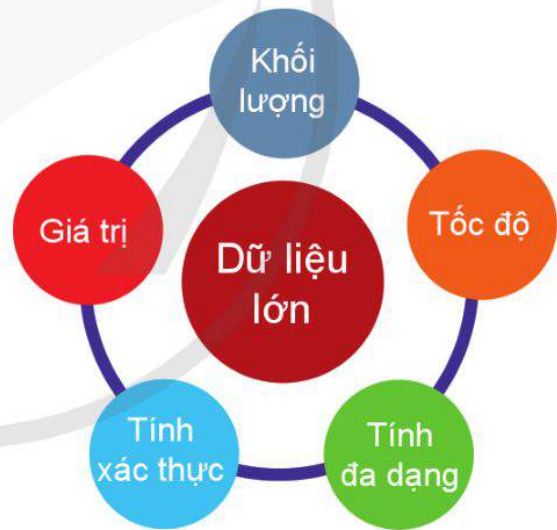 Khối
lượng
Giá trị
Tốc độ
Dữ liệu
lớn
Tính
xác thực
Tính
đa dạng